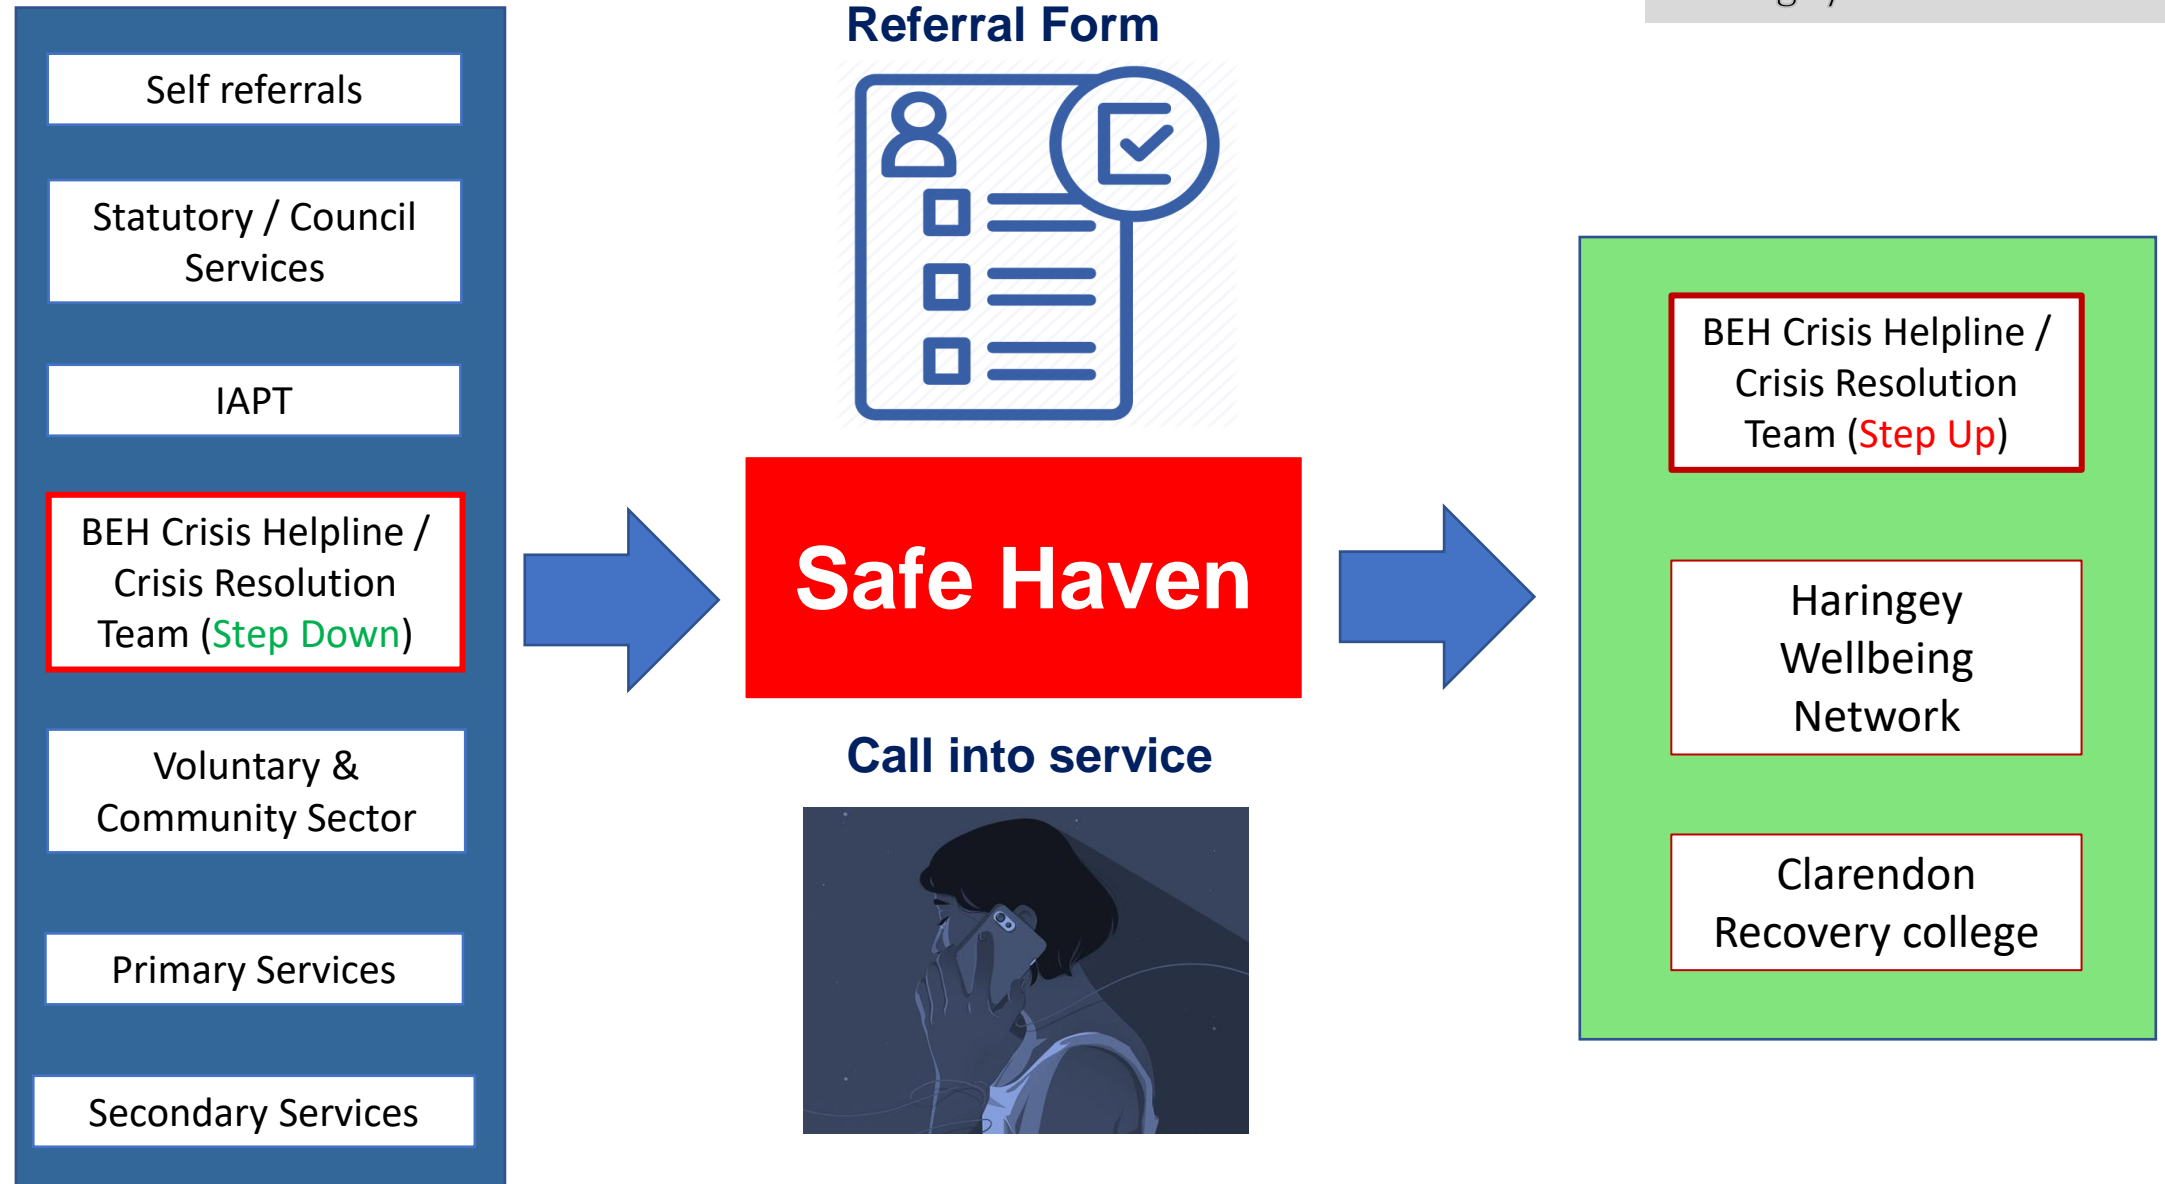 Self referrals
Statutory / Council
Services
IAPT
BEH Crisis Helpline /
Crisis Resolution
Team (Step Down)
Voluntary &
Community Sector
Primary Services
Secondary Services
Referral Form
Safe Haven
Call into service
BEH Crisis Helpline /
Crisis Resolution
Team (Step Up)
Haringey
Wellbeing
Network
Clarendon
Recovery college